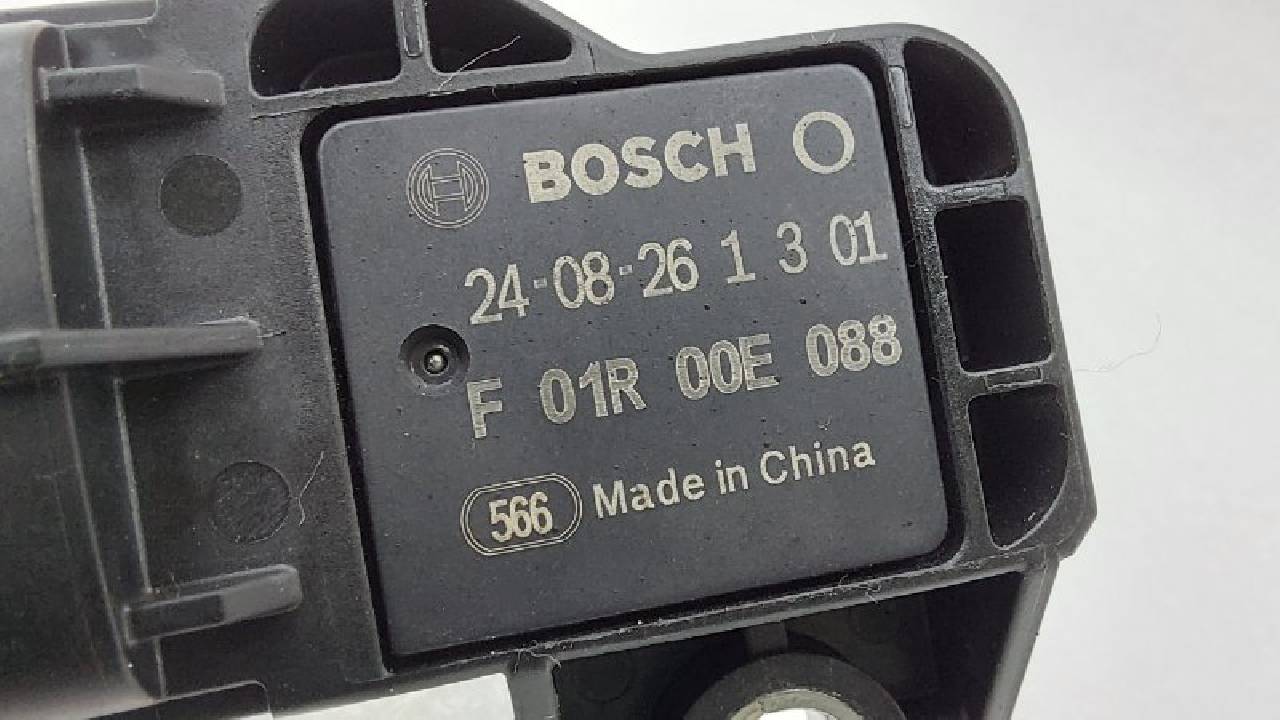 BOSCH
24-08-26 1 3 01
F 01R 00E 088
566 Made in China